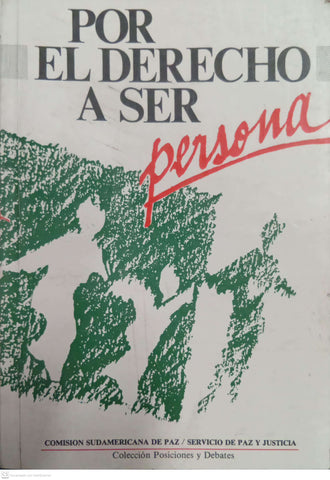 POR
EL DERECHO
A SER
persona
COMISION SUDAMERICANA DE PAZ / SERVICIO DE PAZ Y JUSTICIA
Colección Posiciones y Debates